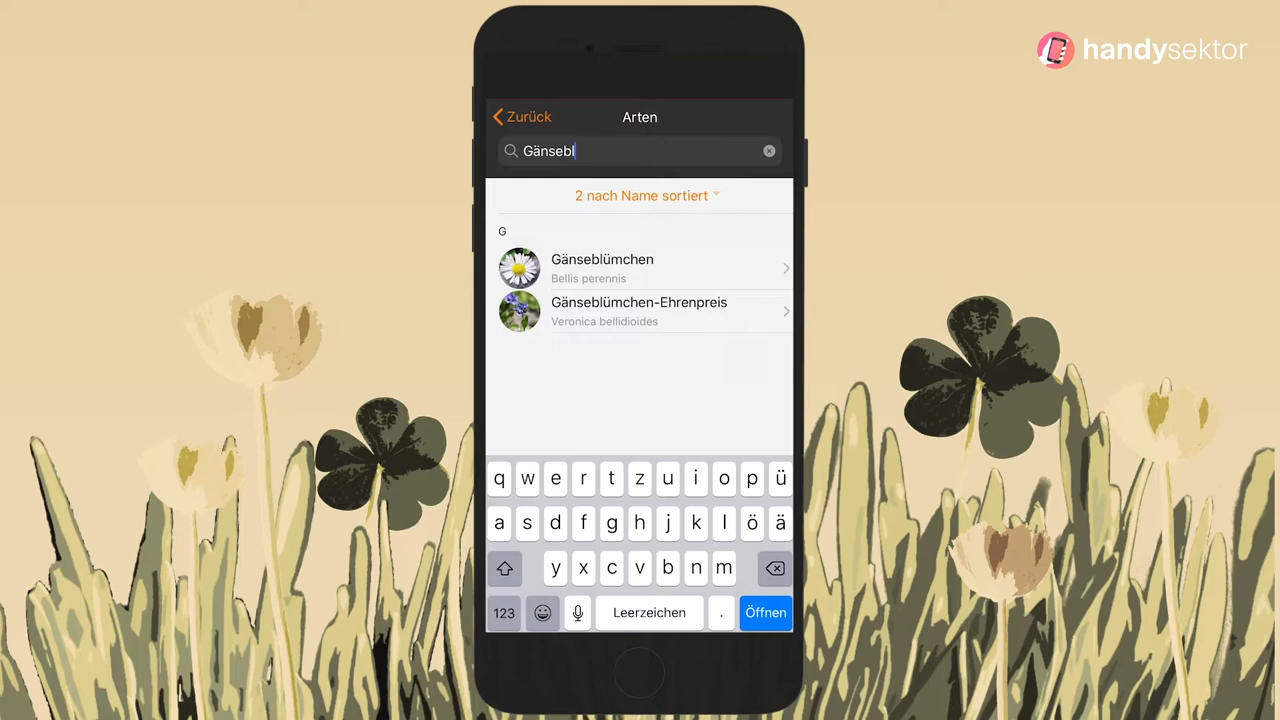 handysektor
Zurück
Arten
Gänsebl
2 nach Name sortiert
G
Gänseblümchen
Bellis perennis
Gänseblümchen-Ehrenpreis
Veronica bellidioides
q w e r t z u i o p ü
a s d f g h j k l ö ä
y x c v b n m
123 Leerzeichen . Öffnen